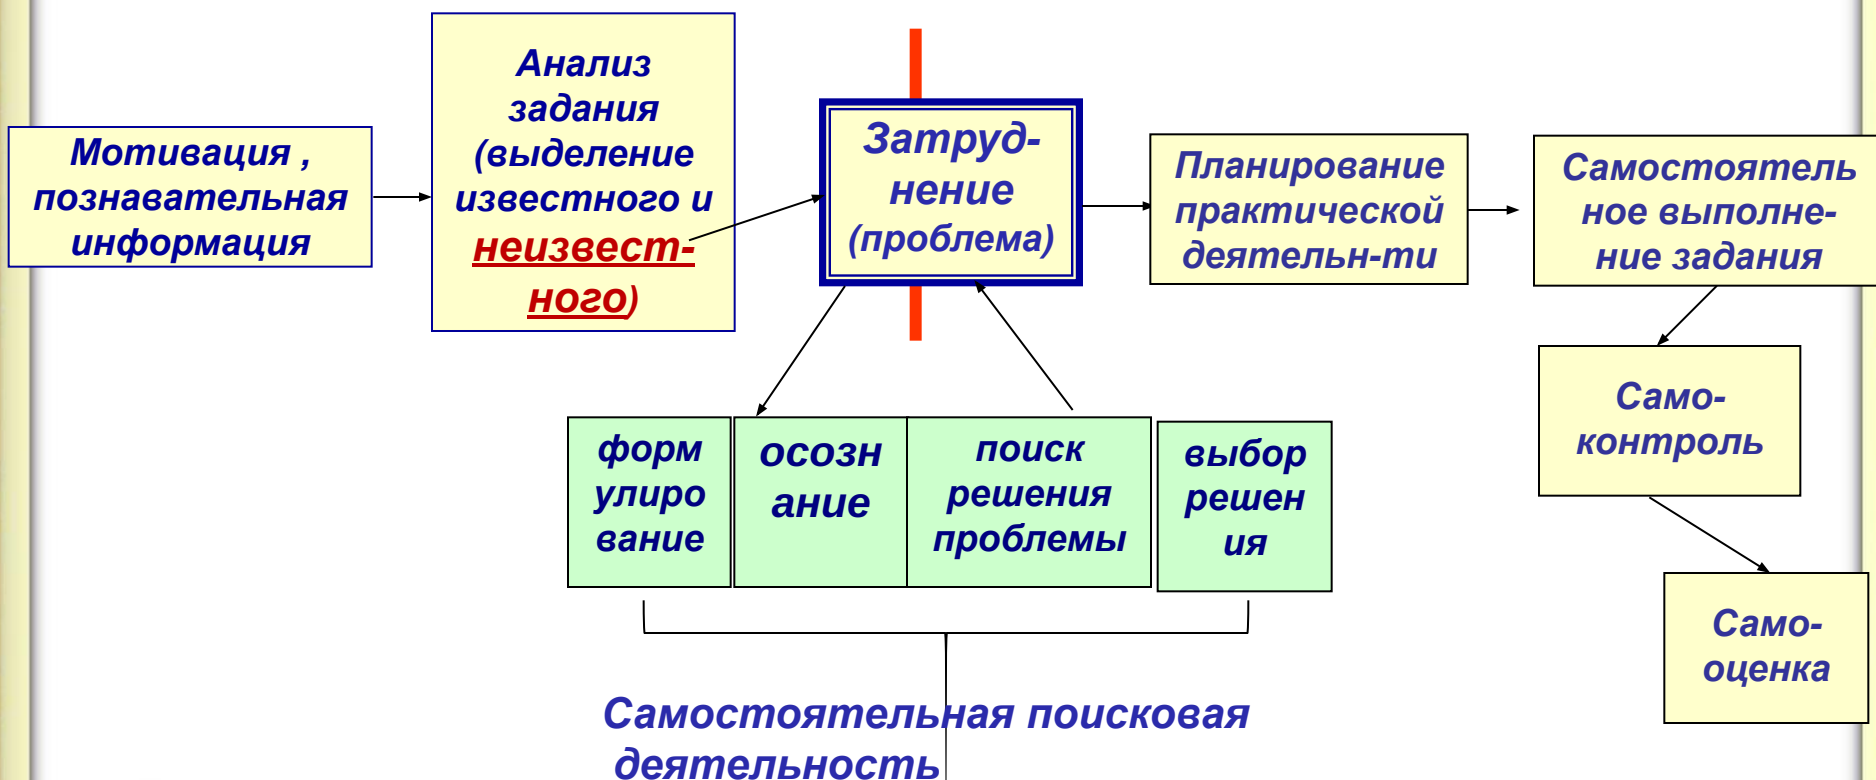 Мотивация ,
познавательная
информация
Анализ
задания
(выделение
известного и
неизвест-
ного)
Затруд-
нение
(проблема)
Планирование
практической
деятельн-ти
Самостоятель
ное выполне-
ние задания
Само-
контроль
Само-
оценка
форм
улиро
вание
осозн
ание
поиск
решения
проблемы
выбор
решен
ия
Самостоятельная поисковая
деятельность